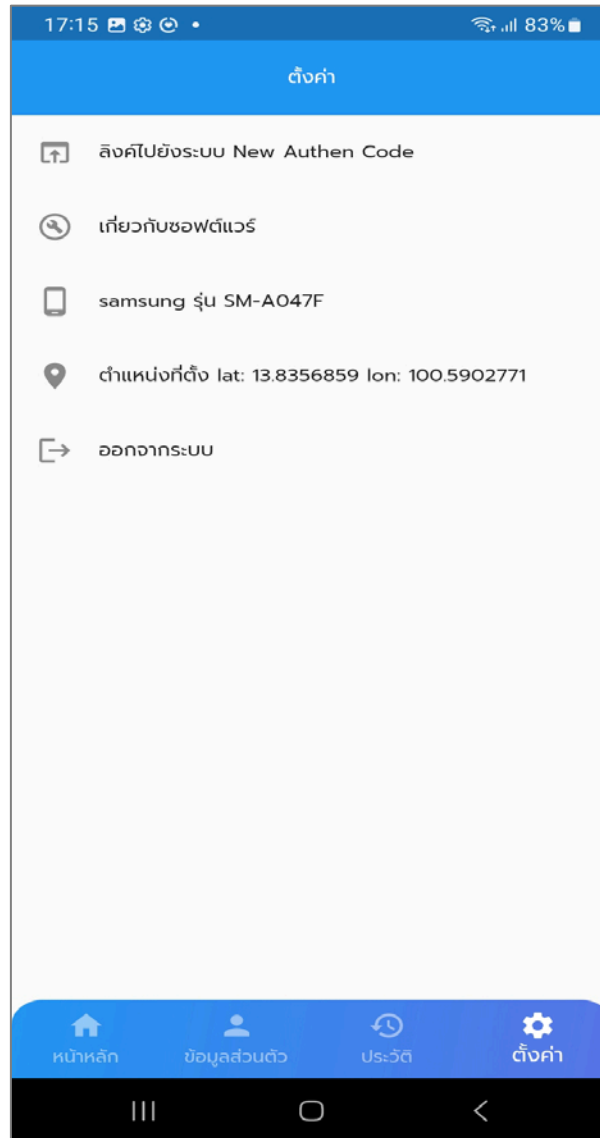 17:15
83%
ตั้งค่า
ลิงค์ไปยังระบบ New Authen Code
เกี่ยวกับซอฟต์แวร์
samsung รุ่น SM-A047F
ตำแหน่งที่ตั้ง lat: 13.8356859 lon: 100.5902771
ออกจากระบบ
หน้าหลัก
ข้อมูลส่วนตัว
ประวัติ
ตั้งค่า